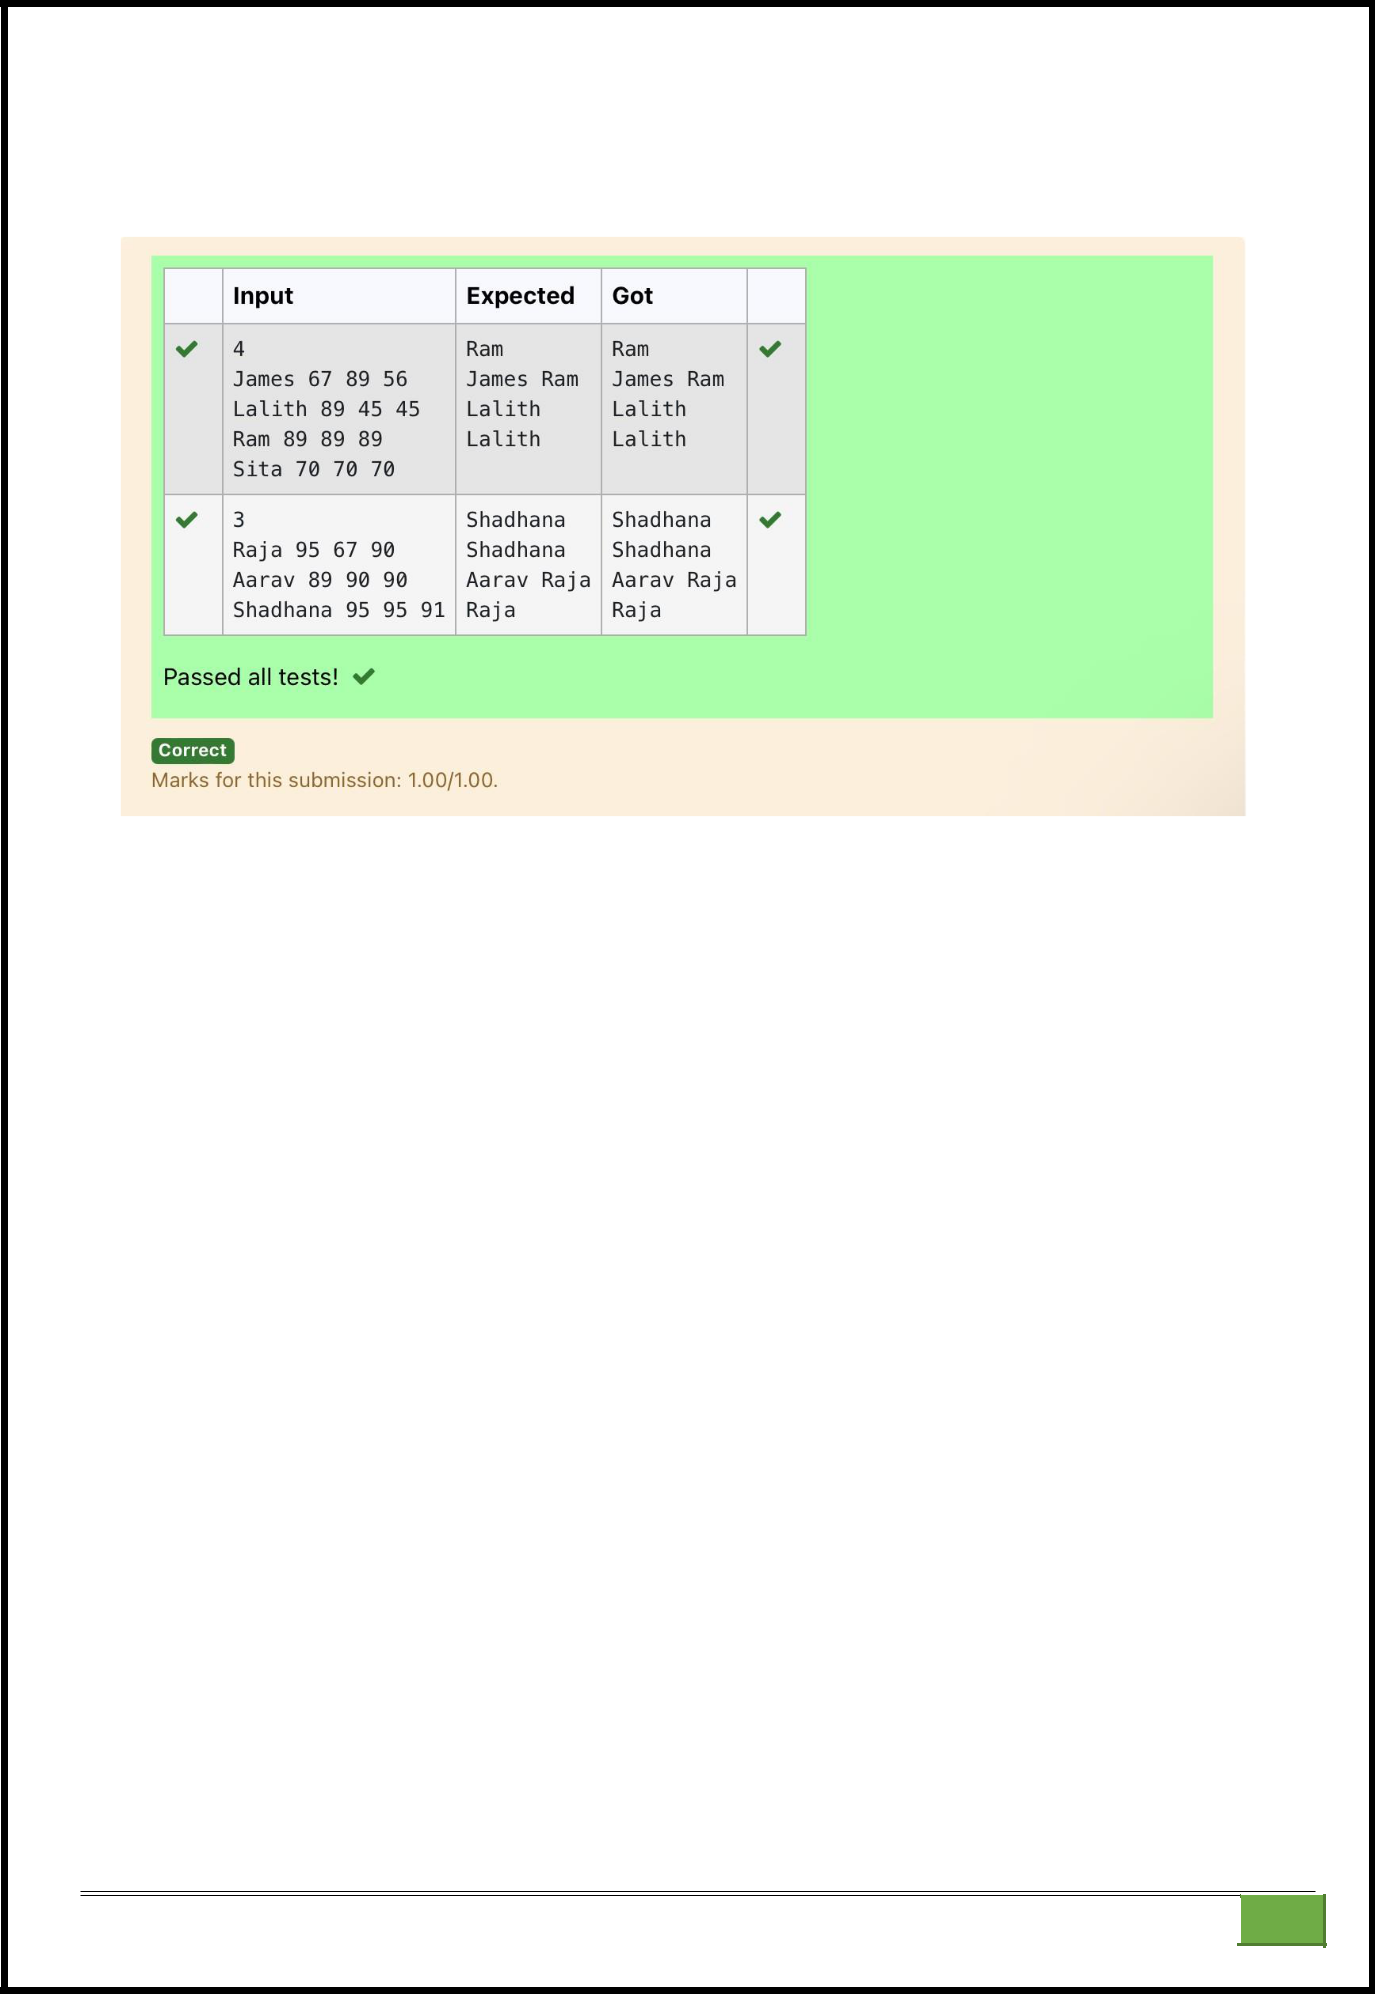 Input Expected Got
4 Ram Ram
James 67 89 56 James Ram James Ram
Lalith 89 45 45 Lalith Lalith
Ram 89 89 89 Lalith Lalith
Sita 70 70 70
3 Shadhana Shadhana
Raja 95 67 90 Shadhana Shadhana
Aarav 89 90 90 Aarav Raja Aarav Raja
Shadhana 95 95 91 Raja Raja
Passed all tests!
Correct
Marks for this submission: 1.00/1.00.